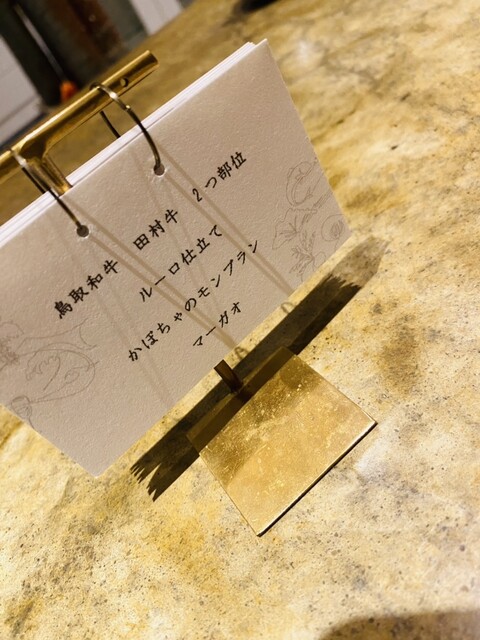 鳥取和牛　田村牛　2つ部位
ルーロ仕立て
かぼちゃのモンブラン
マーガオ